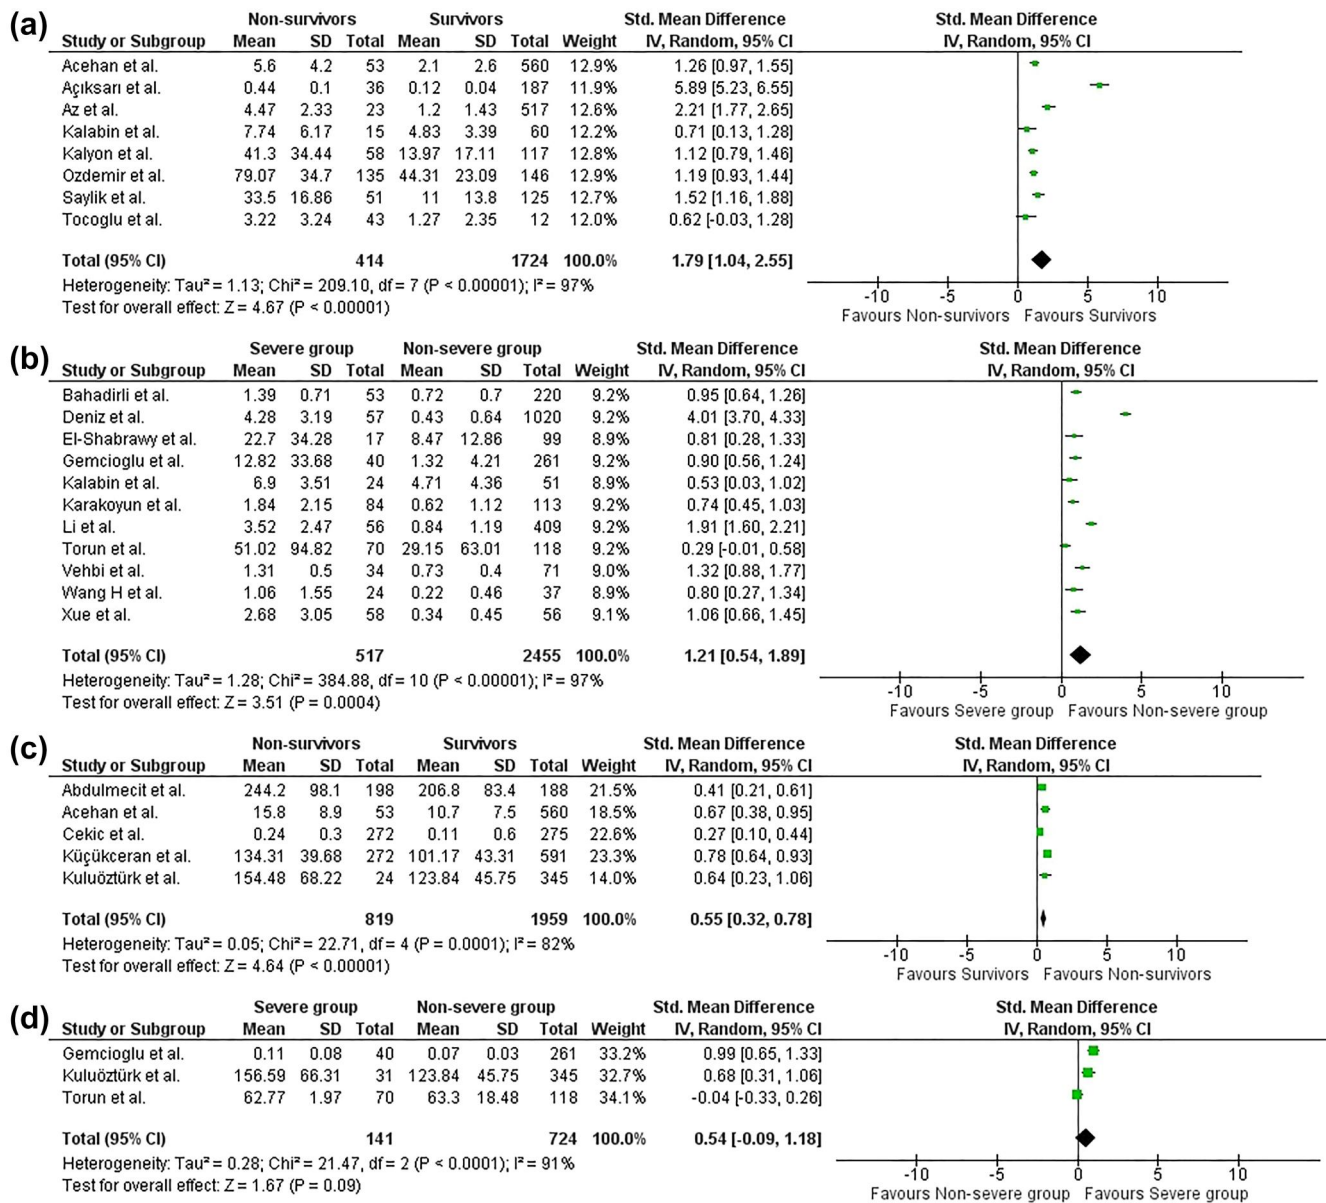 (a)
Non-survivors Survivors Std. Mean Difference Std. Mean Difference
Study or Subgroup Mean SD Total Mean SD Total Weight IV, Random, 95% CI IV, Random, 95% CI
Acehan et al. 5.6 4.2 53 2.1 2.6 560 12.9% 1.26 [0.97, 1.55]
Açıksarı et al. 0.44 0.1 36 0.12 0.04 187 11.9% 5.89 [5.23, 6.55]
Az et al. 4.47 2.33 23 1.2 1.43 517 12.6% 2.21 [1.77, 2.65]
Kalabin et al. 7.74 6.17 15 4.83 3.39 60 12.2% 0.71 [0.13, 1.28]
Kalyon et al. 41.3 34.44 58 13.97 17.11 117 12.8% 1.12 [0.79, 1.46]
Ozdemir et al. 79.07 34.7 135 44.31 23.09 146 12.9% 1.19 [0.93, 1.44]
Saylik et al. 33.5 16.86 51 11 13.8 125 12.7% 1.52 [1.16, 1.88]
Tocoglu et al. 3.22 3.24 43 1.27 2.35 12 12.0% 0.62 [-0.03, 1.28]
Total (95% CI) 414 1724 100.0% 1.79 [1.04, 2.55]
Heterogeneity: Tau² = 1.13; Chi² = 209.10, df = 7 (P < 0.00001); I² = 97%
Test for overall effect: Z = 4.67 (P < 0.00001)
-10 -5 0 5 10
Favours Non-survivors Favours Survivors
(b)
Severe group Non-severe group Std. Mean Difference Std. Mean Difference
Study or Subgroup Mean SD Total Mean SD Total Weight IV, Random, 95% CI IV, Random, 95% CI
Bahadirli et al. 1.39 0.71 53 0.72 0.7 220 9.2% 0.95 [0.64, 1.26]
Deniz et al. 4.28 3.19 57 0.43 0.64 1020 9.2% 4.01 [3.70, 4.33]
El-Shabrawy et al. 22.7 34.28 17 8.47 12.86 99 8.9% 0.81 [0.28, 1.33]
Gemcioglu et al. 12.82 33.68 40 1.32 4.21 261 9.2% 0.90 [0.56, 1.24]
Kalabin et al. 6.9 3.51 24 4.71 4.36 51 8.9% 0.53 [0.03, 1.02]
Karakoyun et al. 1.84 2.15 84 0.62 1.12 113 9.2% 0.74 [0.45, 1.03]
Li et al. 3.52 2.47 56 0.84 1.19 409 9.2% 1.91 [1.60, 2.21]
Torun et al. 51.02 94.82 70 29.15 63.01 118 9.2% 0.29 [-0.01, 0.58]
Vehbi et al. 1.31 0.5 34 0.73 0.4 71 9.0% 1.32 [0.88, 1.77]
Wang H et al. 1.06 1.55 24 0.22 0.46 37 8.9% 0.80 [0.27, 1.34]
Xue et al. 2.68 3.05 58 0.34 0.45 56 9.1% 1.06 [0.66, 1.45]
Total (95% CI) 517 2455 100.0% 1.21 [0.54, 1.89]
Heterogeneity: Tau² = 1.28; Chi² = 384.88, df = 10 (P < 0.00001); I² = 97%
Test for overall effect: Z = 3.51 (P = 0.0004)
-10 -5 0 5 10
Favours Severe group Favours Non-severe group
(c)
Non-survivors Survivors Std. Mean Difference Std. Mean Difference
Study or Subgroup Mean SD Total Mean SD Total Weight IV, Random, 95% CI IV, Random, 95% CI
Abdulmecit et al. 244.2 98.1 198 206.8 83.4 188 21.5% 0.41 [0.21, 0.61]
Acehan et al. 15.8 8.9 53 10.7 7.5 560 18.5% 0.67 [0.38, 0.95]
Cekic et al. 0.24 0.3 272 0.11 0.6 275 22.6% 0.27 [0.10, 0.44]
Küçükceran et al. 134.31 39.68 272 101.17 43.31 591 23.3% 0.78 [0.64, 0.93]
Kuluöztürk et al. 154.48 68.22 24 123.84 45.75 345 14.0% 0.64 [0.23, 1.06]
Total (95% CI) 819 1959 100.0% 0.55 [0.32, 0.78]
Heterogeneity: Tau² = 0.05; Chi² = 22.71, df = 4 (P = 0.0001); I² = 82%
Test for overall effect: Z = 4.64 (P < 0.00001)
-10 -5 0 5 10
Favours Survivors Favours Non-survivors
(d)
Severe group Non-severe group Std. Mean Difference Std. Mean Difference
Study or Subgroup Mean SD Total Mean SD Total Weight IV, Random, 95% CI IV, Random, 95% CI
Gemcioglu et al. 0.11 0.08 40 0.07 0.03 261 33.2% 0.99 [0.65, 1.33]
Kuluöztürk et al. 156.59 66.31 31 123.84 45.75 345 32.7% 0.68 [0.31, 1.06]
Torun et al. 62.77 1.97 70 63.3 18.48 118 34.1% -0.04 [-0.33, 0.26]
Total (95% CI) 141 724 100.0% 0.54 [-0.09, 1.18]
Heterogeneity: Tau² = 0.28; Chi² = 21.47, df = 2 (P < 0.0001); I² = 91%
Test for overall effect: Z = 1.67 (P = 0.09)
-10 -5 0 5 10
Favours Non-severe group Favours Severe group